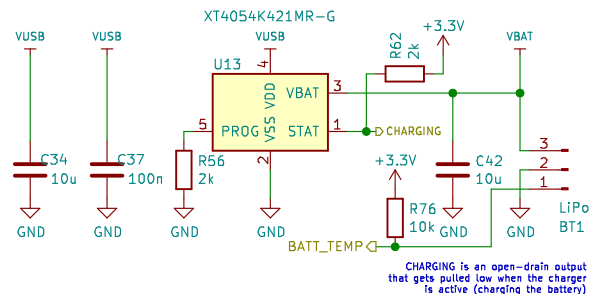 XT4054K421MR-G
VUSB
VUSB
VUSB
+3.3V
VBAT
R62
2k
U13
4
VDD
VBAT
3
5
PROG
VSS
STAT
1
CHARGING
2
C34
10u
C37
100n
R56
2k
+3.3V
C42
10u
3
2
1
LiPo
BT1
R76
10k
GND
GND
GND
GND
GND
GND
BATT_TEMP
CHARGING is an open-drain output
that gets pulled low when the charger
is active (charging the battery)